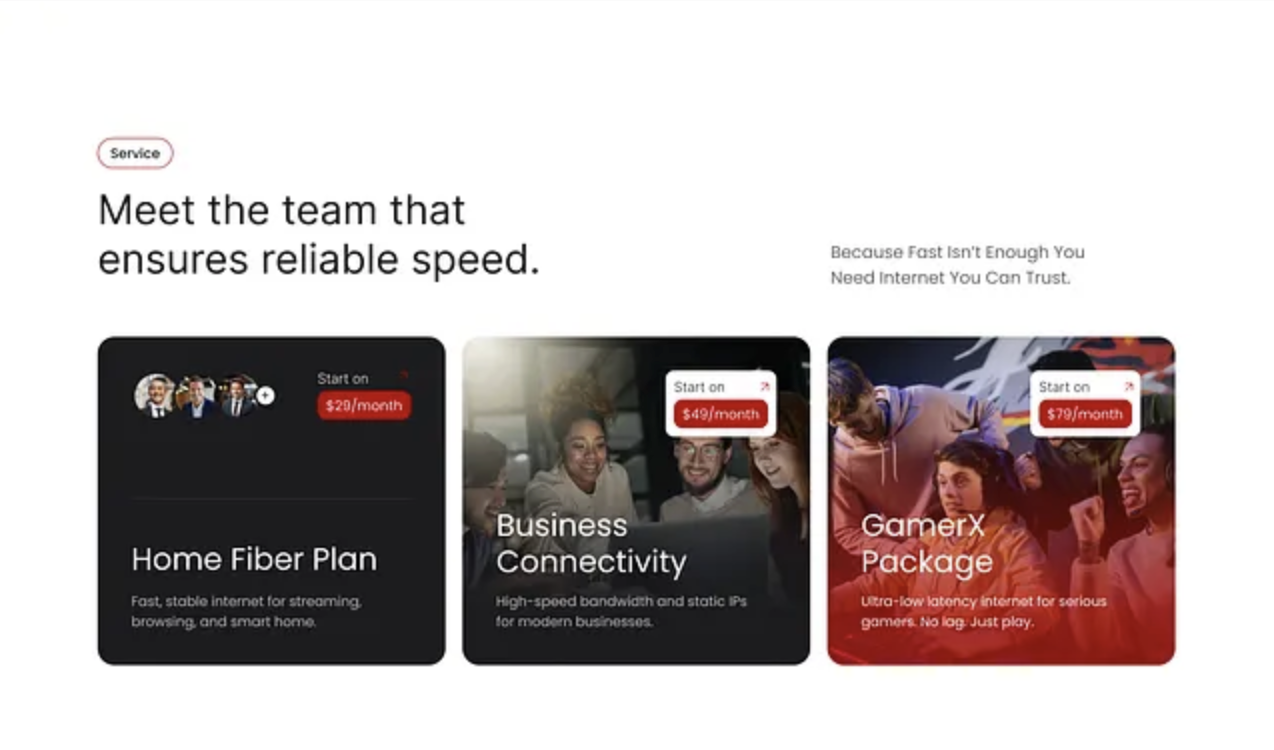 Service
Meet the team that
ensures reliable speed.
Because Fast Isn't Enough You
Need Internet You Can Trust.
Start on
$29/month
Home Fiber Plan
Fast, stable internet for streaming,
browsing, and smart home.
Start on
$49/month
Business
Connectivity
High-speed bandwidth and static IPs
for modern businesses.
Start on
$79/month
GamerX
Package
Ultra-low latency internet for serious
gamers. No lag. Just play.